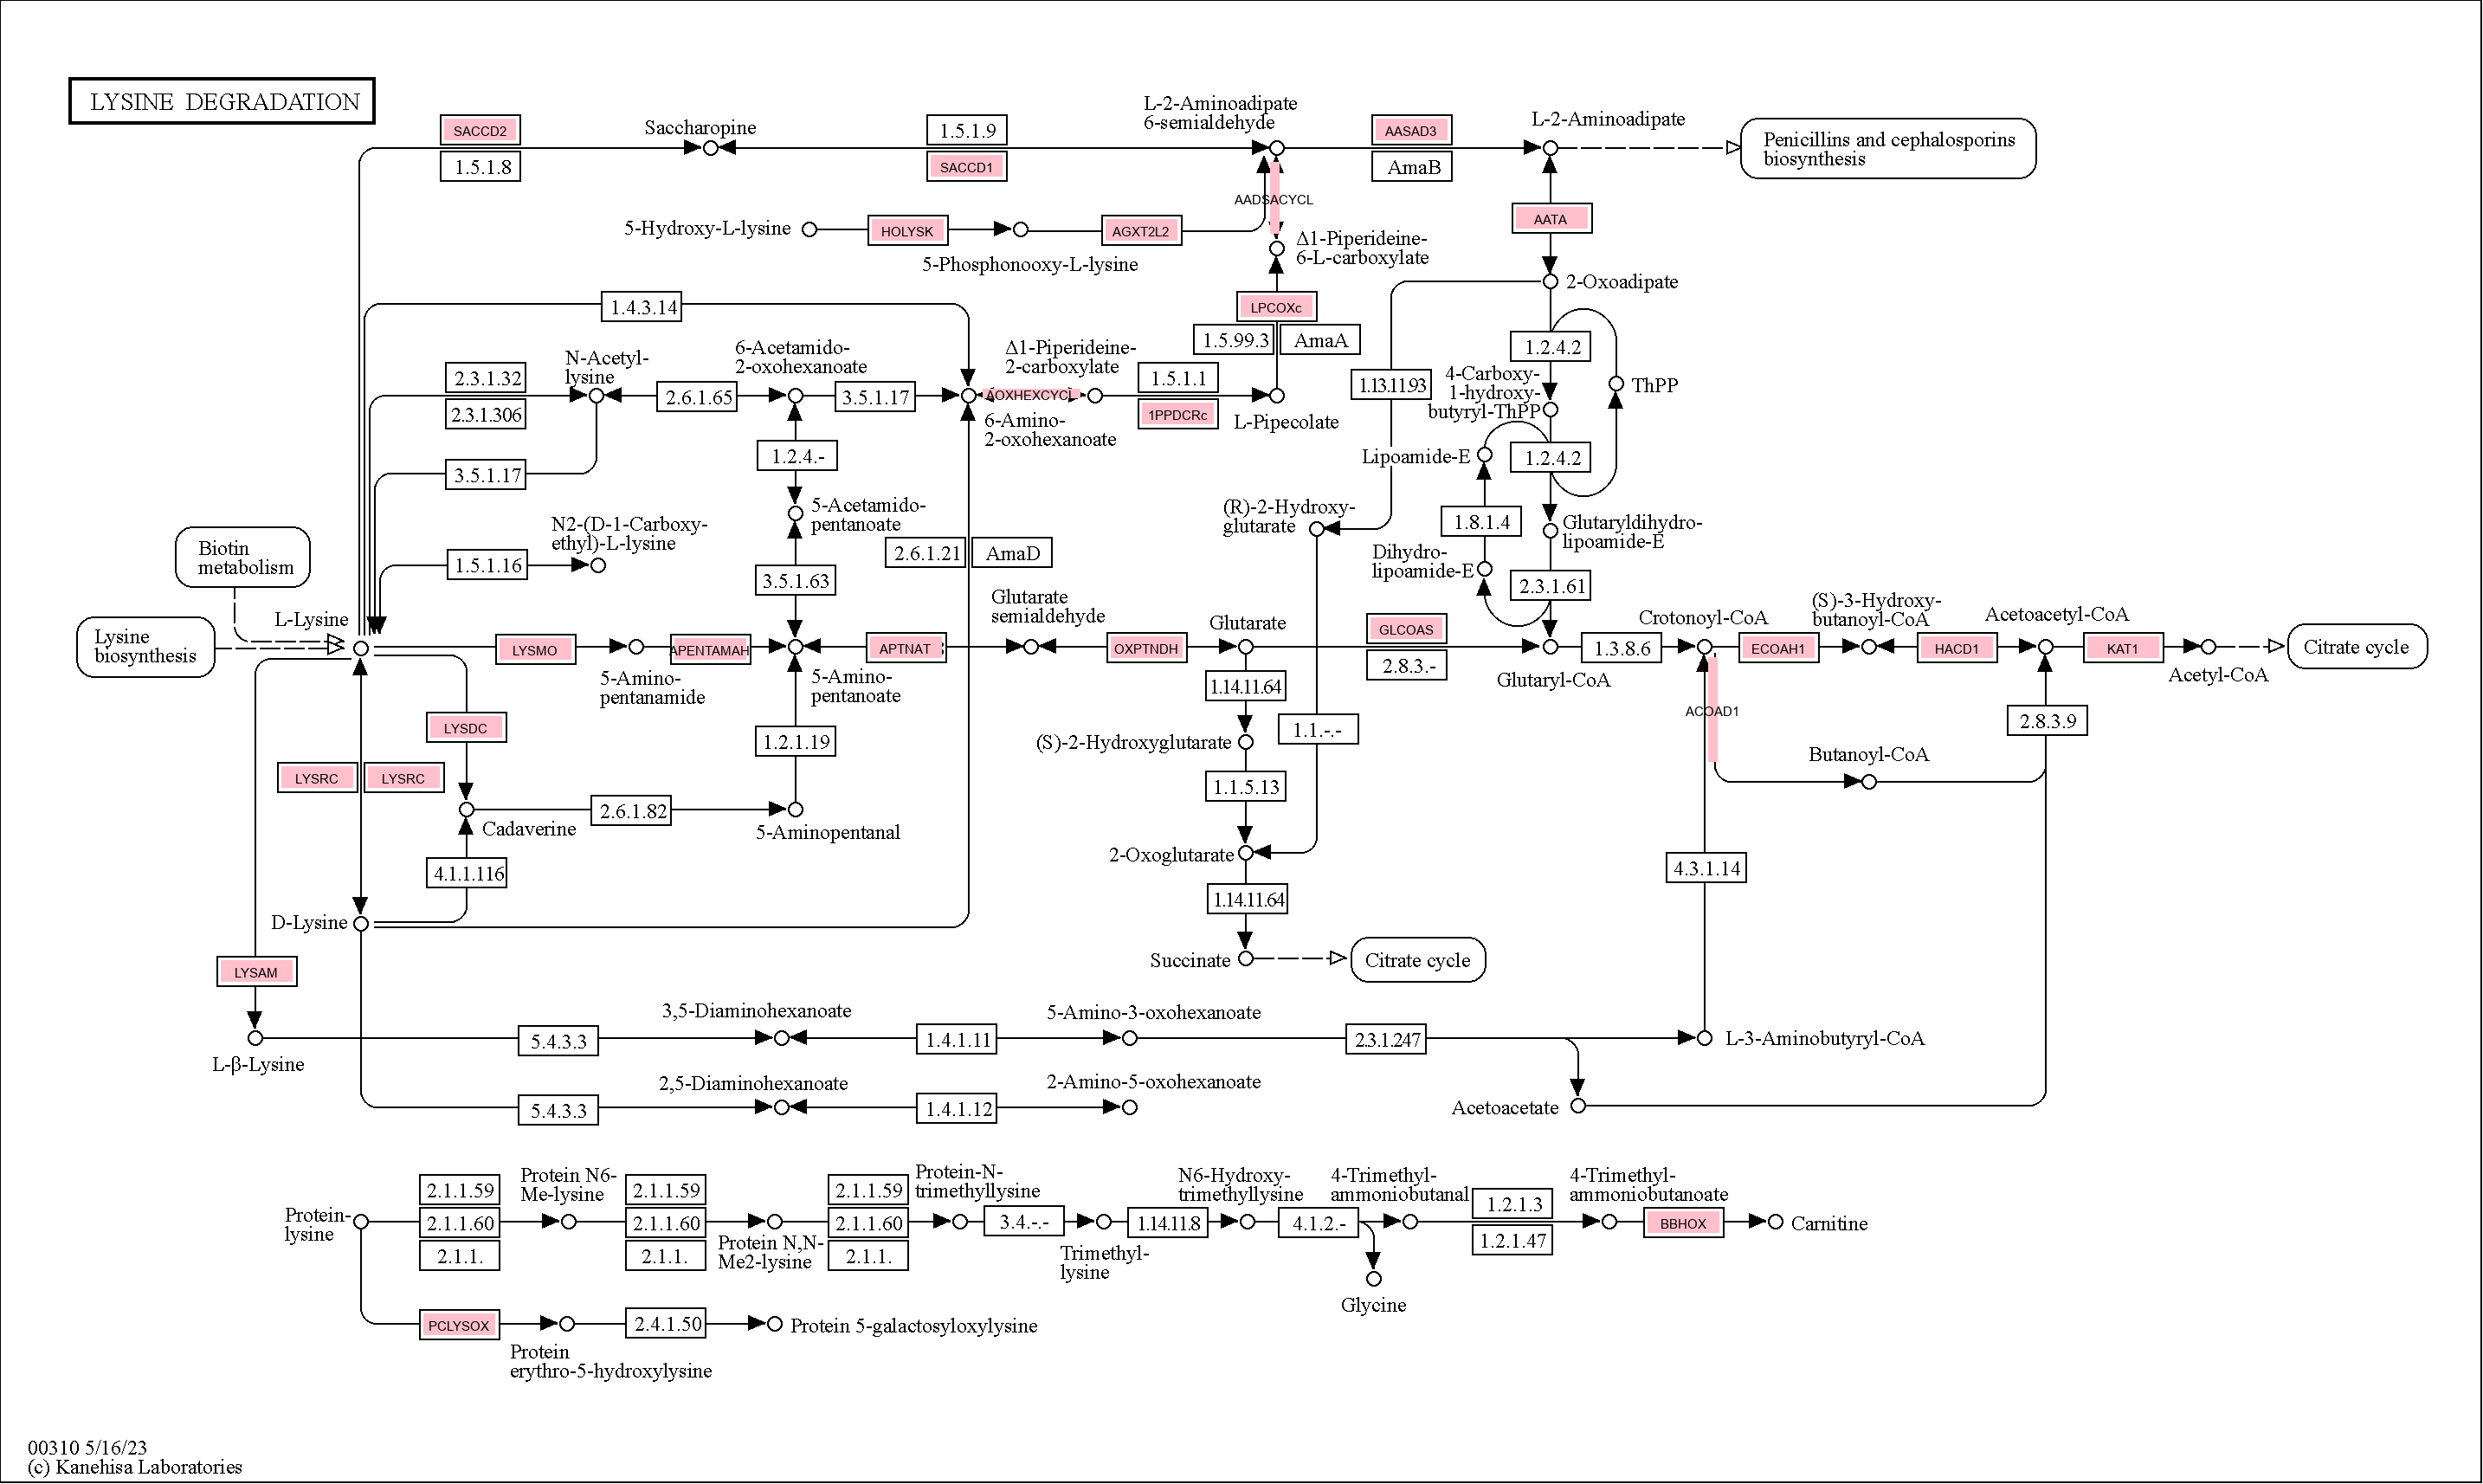 LYSINE DEGRADATION
SACCD2
1.5.1.8
Saccharopine
1.5.1.9
SACCD1
L-2-Aminoadipate
6-semialdehyde
AASAD3
AmaB
L-2-Aminoadipate
Penicillins and cephalosporins
biosynthesis
AADSACYCL
AATA
5-Hydroxy-L-lysine
HOLYSK
AGXT2L2
5-Phosphonooxy-L-lysine
Δ1-Piperideine-
6-L-carboxylate
2-Oxoadipate
1.4.3.14
LPCOXc
1.5.99.3
AmaA
1.2.4.2
N-Acetyl-
lysine
6-Acetamido-
2-oxohexanoate
Δ1-Piperideine-
2-carboxylate
2.3.1.32
2.3.1.306
2.6.1.65
3.5.1.17
AOXHEXCYCL
1.5.1.1
1PPDCRc
6-Amino-
2-oxohexanoate
L-Pipecolate
1.13.11.93
4-Carboxy-
1-hydroxy-
butyryl-ThPP
ThPP
3.5.1.17
1.2.4.-
Lipoamide-E
1.2.4.2
5-Acetamido-
pentanoate
(R)-2-Hydroxy-
glutarate
1.8.1.4
Glutaryldihydro-
lipoamide-E
N2-(D-1-Carboxy-
ethyl)-L-lysine
Biotin
metabolism
1.5.1.16
2.6.1.21
AmaD
Dihydro-
lipoamide-E
3.5.1.63
2.3.1.61
Lysine
biosynthesis
L-Lysine
LYSMO
5-Amino-
pentanamide
APENTAMAH
5-Amino-
pentanoate
APTNAT
Glutarate
semialdehyde
OXPTNDH
Glutarate
GLCOAS
2.8.3.-
Glutaryl-CoA
1.3.8.6
Crotonoyl-CoA
ECOAH1
(S)-3-Hydroxy-
butanoyl-CoA
HACD1
Acetoacetyl-CoA
KAT1
Acetyl-CoA
Citrate cycle
1.14.11.64
LYSDC
1.2.1.19
(S)-2-Hydroxyglutarate
1.1.-.-
ACOAD1
2.8.3.9
LYSRC
LYSRC
Butanoyl-CoA
1.1.5.13
Cadaverine
2.6.1.82
5-Aminopentanal
2-Oxoglutarate
4.1.1.116
4.3.1.14
1.14.11.64
D-Lysine
Succinate
Citrate cycle
LYSAM
L-β-Lysine
5.4.3.3
3,5-Diaminohexanoate
1.4.1.11
5-Amino-3-oxohexanoate
2.3.1.247
L-3-Aminobutyryl-CoA
5.4.3.3
2,5-Diaminohexanoate
1.4.1.12
2-Amino-5-oxohexanoate
Acetoacetate
Protein-
lysine
2.1.1.59
2.1.1.60
2.1.1.
Protein N6-
Me-lysine
2.1.1.59
2.1.1.60
2.1.1.
Protein N,N-
Me2-lysine
2.1.1.59
2.1.1.60
2.1.1.
Protein-N-
trimethyllysine
3.4.-.-
Trimethyl-
lysine
1.14.11.8
N6-Hydroxy-
trimethyllysine
4.1.2.-
Glycine
4-Trimethyl-
ammoniobutanal
1.2.1.3
1.2.1.47
4-Trimethyl-
ammoniobutanoate
BBHOX
Carnitine
PCLYSOX
Protein
erythro-5-hydroxylysine
2.4.1.50
Protein 5-galactosyloxylysine
00310 5/16/23
(c) Kanehisa Laboratories